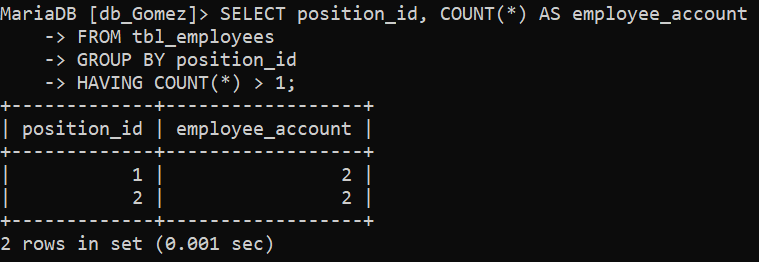 MariaDB [db_Gomez]> SELECT position_id, COUNT(*) AS employee_account
    -> FROM tbl_employees
    -> GROUP BY position_id
    -> HAVING COUNT(*) > 1;
+-------------+------------------+
| position_id | employee_account |
+-------------+------------------+
|           1 |                2 |
|           2 |                2 |
+-------------+------------------+
2 rows in set (0.001 sec)